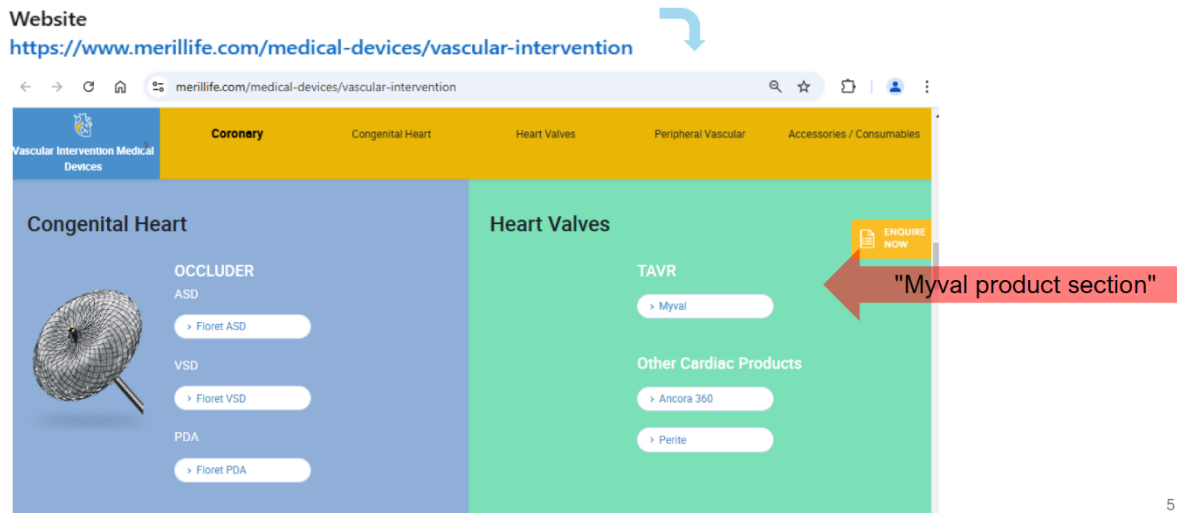 Website
https://www.merillife.com/medical-devices/vascular-intervention
merillife.com/medical-devices/vascular-intervention
Vascular Intervention Medical
Devices
Coronary
Congenital Heart
Heart Valves
Peripheral Vascular
Accessories / Consumables
Congenital Heart
OCCLUDER
ASD
› Floret ASD
VSD
› Floret VSD
PDA
› Floret PDA
Heart Valves
ENQUIRE
NOW
TAVR
› Myval
"Myval product section"
Other Cardiac Products
› Ancora 360
› Perite
5